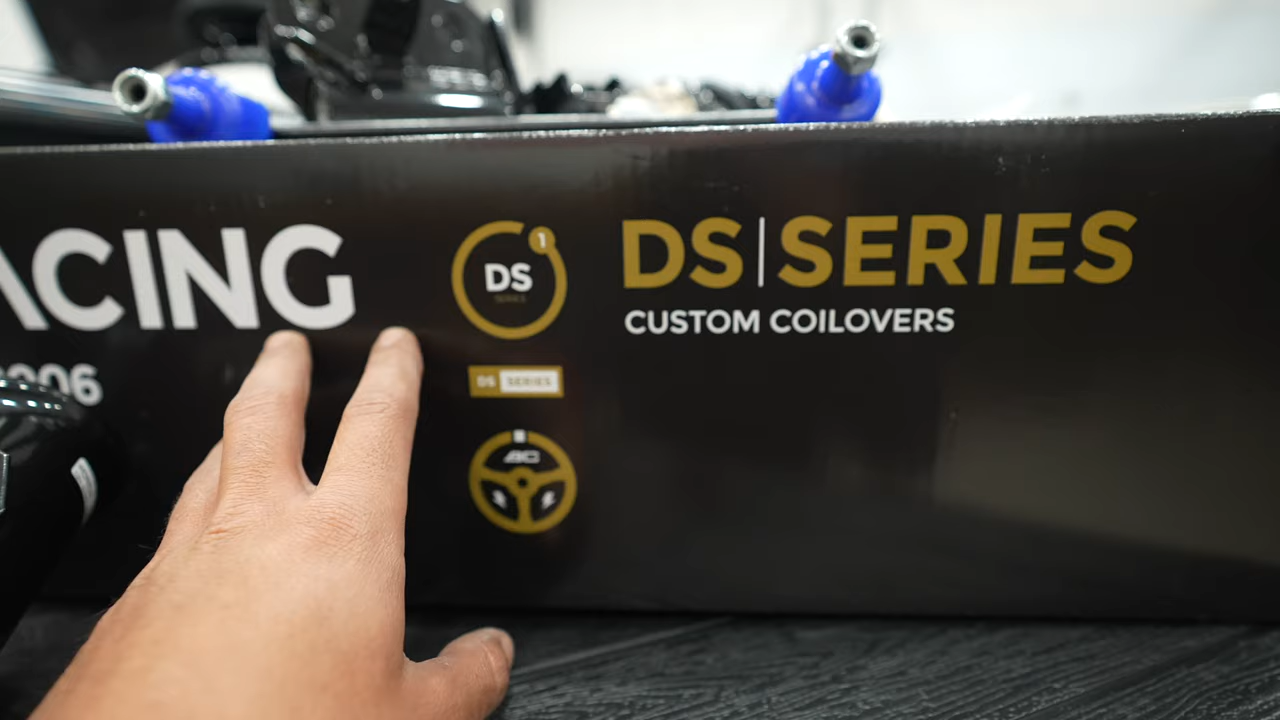 ACING
DS|SERIES
CUSTOM COILOVERS
1
DS
SERIES
DS SERIES